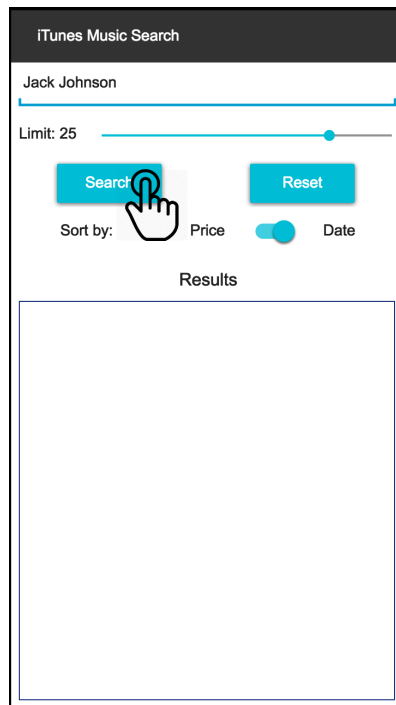 iTunes Music Search
Jack Johnson
Limit: 25
Search Reset
Sort by: Price Date
Results